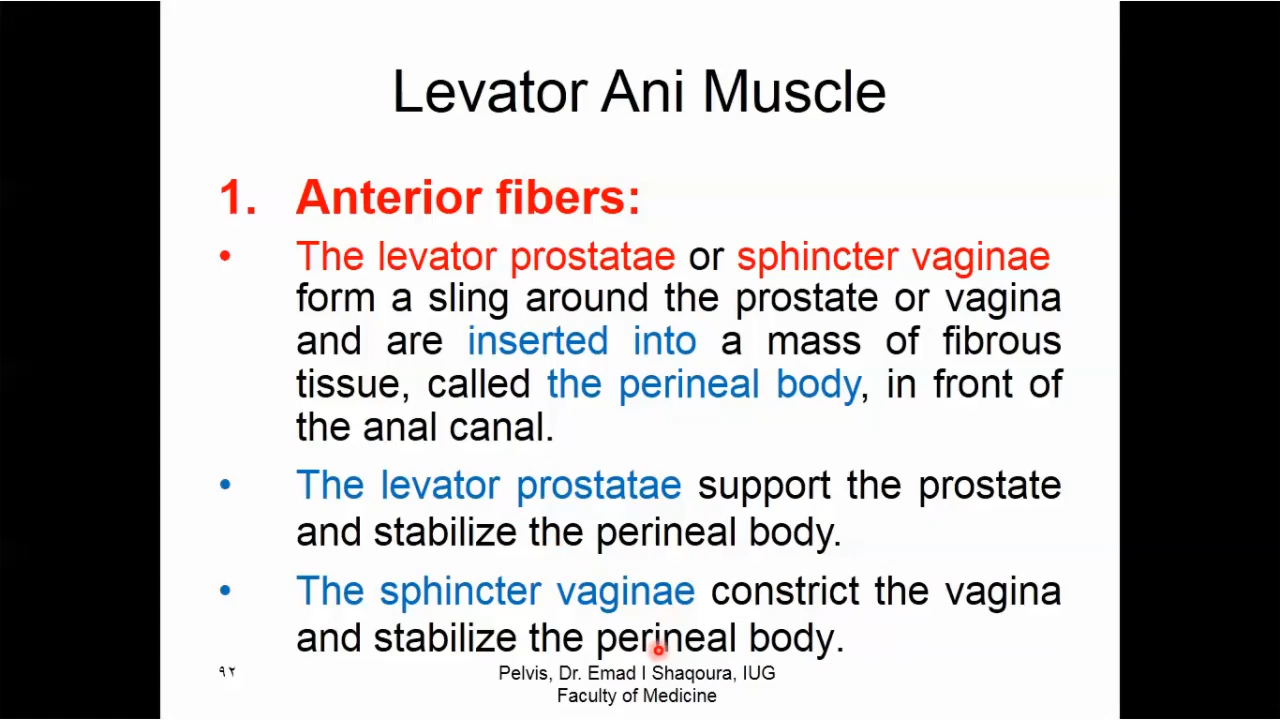 Levator Ani Muscle
1. Anterior fibers:
• The levator prostatae or sphincter vaginae
form a sling around the prostate or vagina
and are inserted into a mass of fibrous
tissue, called the perineal body, in front of
the anal canal.
• The levator prostatae support the prostate
and stabilize the perineal body.
• The sphincter vaginae constrict the vagina
and stabilize the perineal body.
٩٢
Pelvis, Dr. Emad I Shaqoura, IUG
Faculty of Medicine